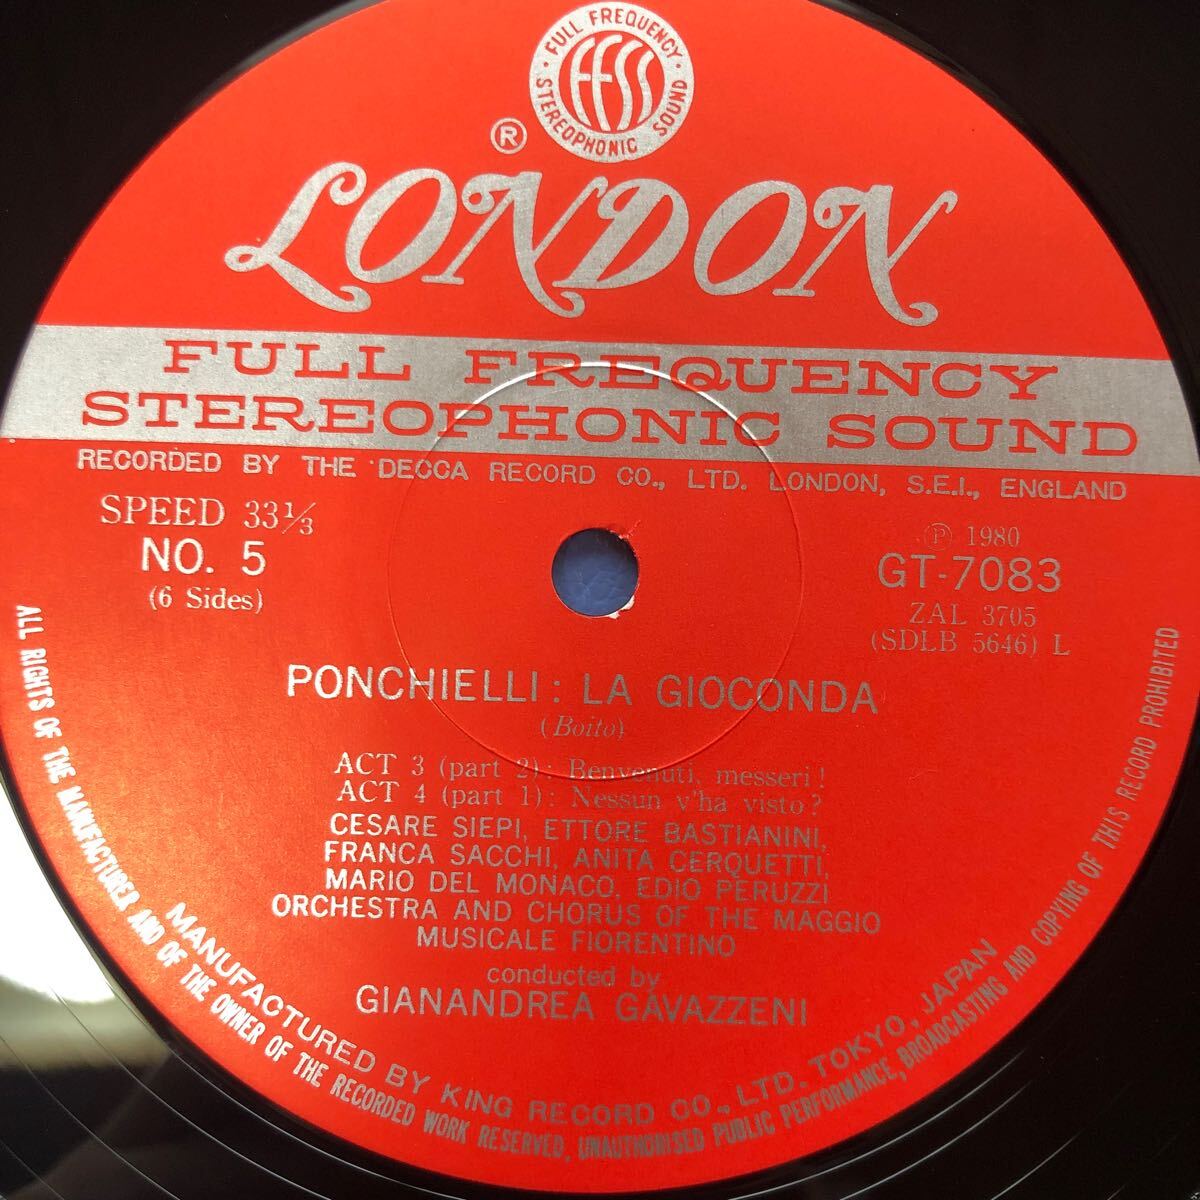 FULL FREQUENCY
FFSS
STEREOPHONIC SOUND
®
LONDON
FULL FREQUENCY
STEREOPHONIC SOUND
RECORDED BY THE DECCA RECORD CO., LTD. LONDON, S.E.I., ENGLAND
SPEED 33⅓
NO. 5
(6 Sides)
Ⓟ 1980
GT-7083
ZAL 3705
(SDLB 5646) L
PONCHIELLI : LA GIOCONDA
(Boito)
ACT 3 (part 2): Benvenuti, messeri!
ACT 4 (part 1): Nessun v'ha visto?
CESARE SIEPI, ETTORE BASTIANINI,
FRANCA SACCHI, ANITA CERQUETTI,
MARIO DEL MONACO, EDIO PERUZZI
ORCHESTRA AND CHORUS OF THE MAGGIO
MUSICALE FIORENTINO
conducted by
GIANANDREA GAVAZZENI
MANUFACTURED BY KING RECORD CO., LTD. TOKYO, JAPAN
ALL RIGHTS OF THE MANUFACTURER AND OF THE OWNER OF THE RECORDED WORK RESERVED, UNAUTHORISED PUBLIC PERFORMANCE, BROADCASTING AND COPYING OF THIS RECORD PROHIBITED